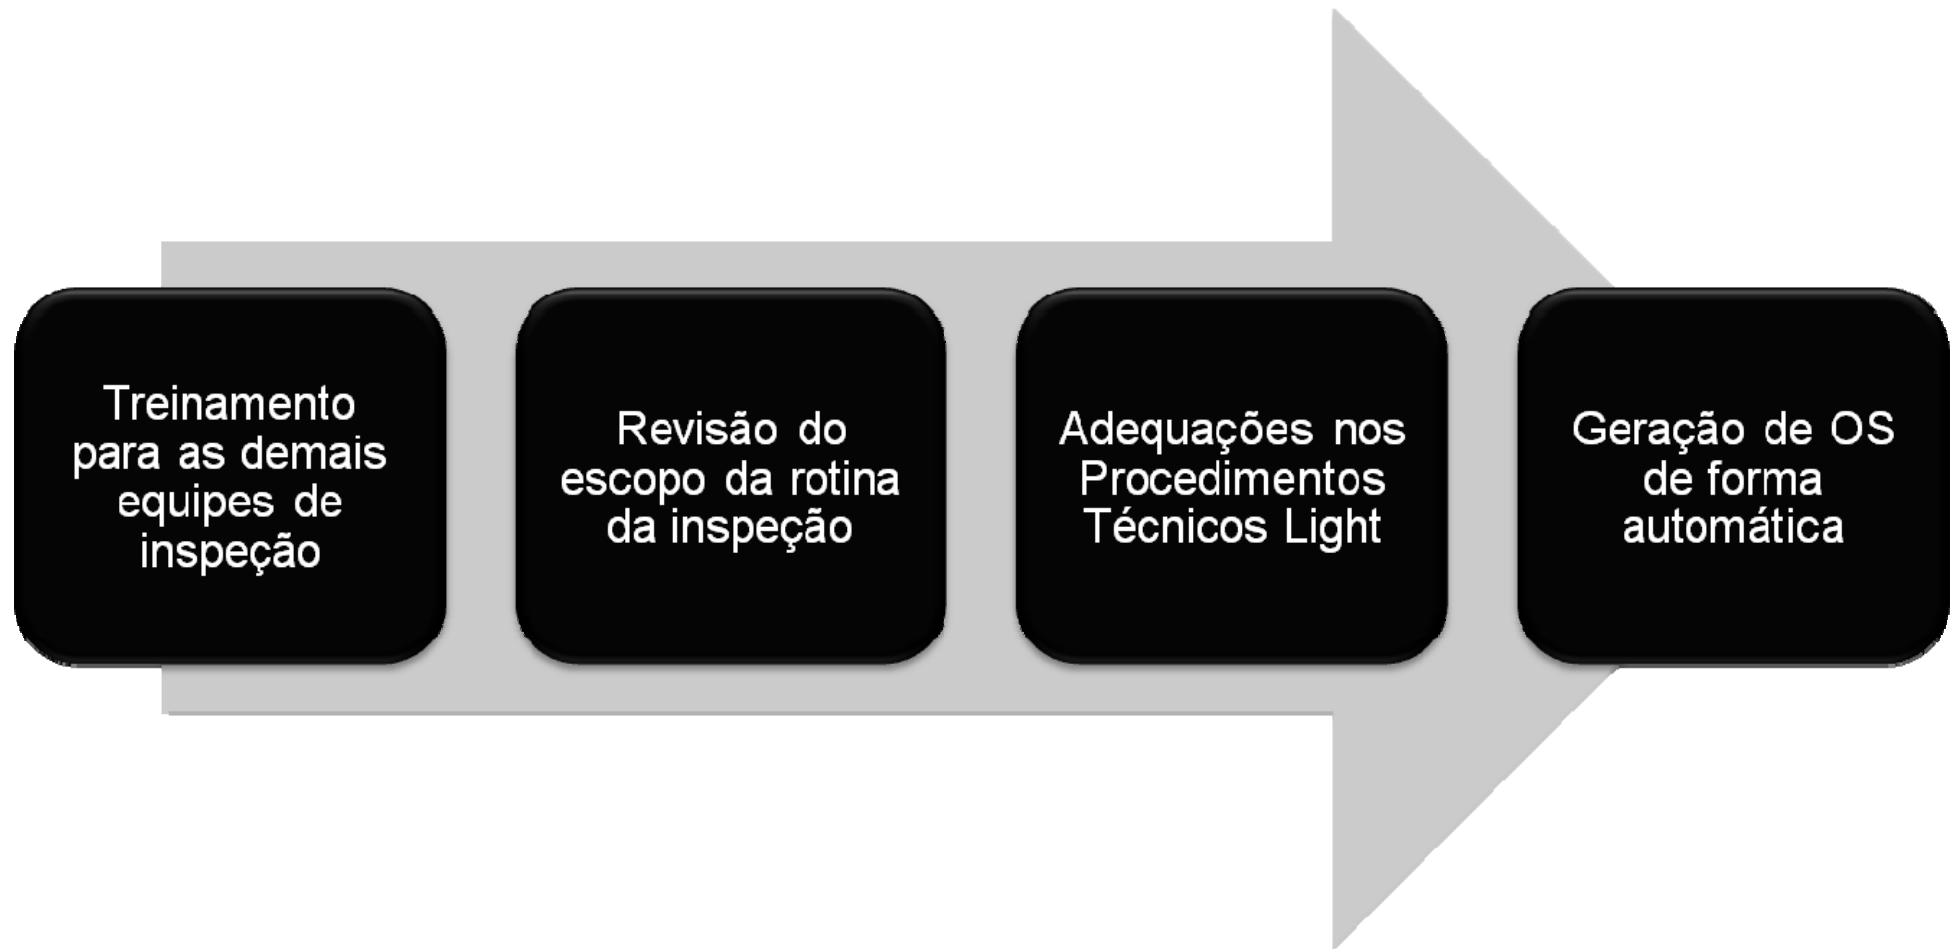 Treinamento
para as demais
equipes de
inspeção
Revisão do
escopo da rotina
da inspeção
Adequações nos
Procedimentos
Técnicos Light
Geração de OS
de forma
automática